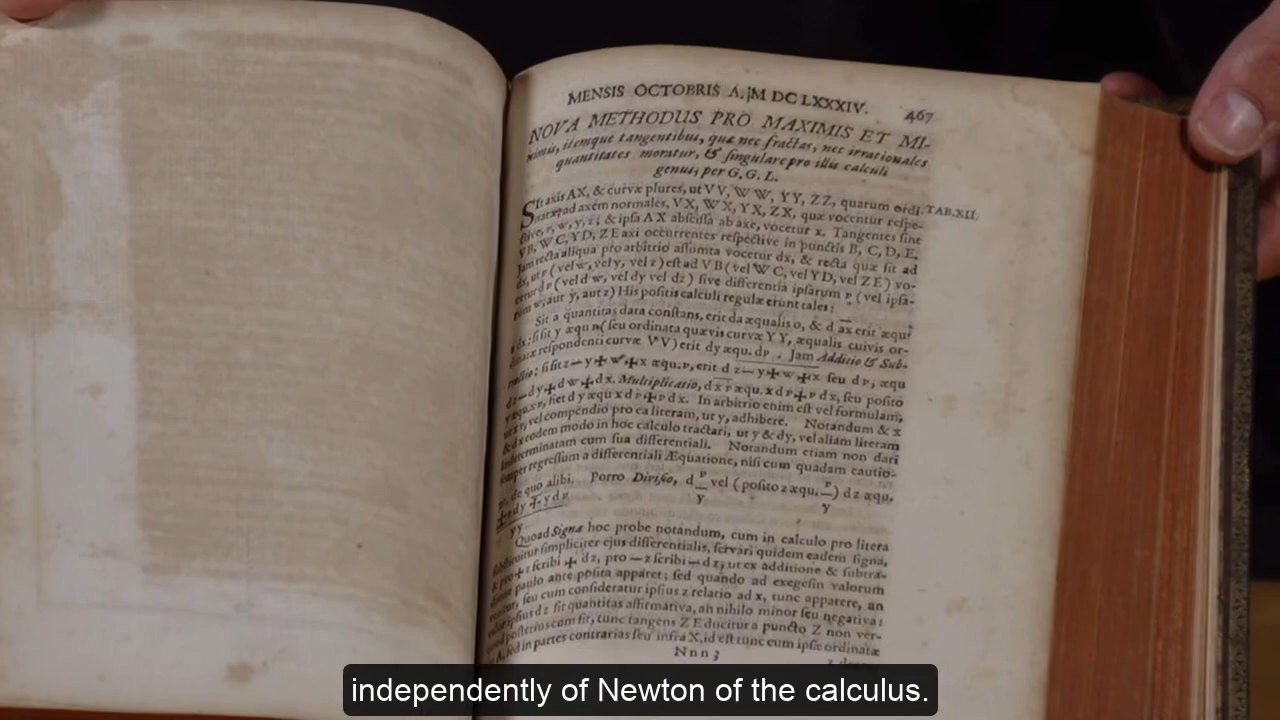 MENSIS OCTOBRIS A. M DC LXXXIV. 467
NOVA METHODUS PRO MAXIMIS ET MI-
nimis, itemque tangentibus, quæ nec fractas, nec irrationales
quantitates moratur, & singulare pro illis calculi
genus, per G. G. L.
SIt axis AX, & curvæ plures, ut VV, WW, YY, ZZ, quarum ordi- TAB. XII.
natæ, ad axem normales, VX, WX, YX, ZX, quæ vocentur respe-
ctive, v, w, y, z; & ipsa AX abscissa ab axe, vocetur x. Tangentes sint
VB, WC, YD, ZE axi occurrentes respective in punctis B, C, D, E.
Jam recta aliqua pro arbitrio assumta vocetur dx, & recta quæ sit ad
dx, ut v (vel w, vel y, vel z) est ad VB (vel WC, vel YD, vel ZE) vo-
cetur dv (vel dw, vel dy vel dz) sive differentia ipsarum v (vel ipsa-
rum w, aut y, aut z) His positis calculi regulæ erunt tales:
Sit a quantitas data constans, erit da æqualis 0, & d ax erit æqu:
a dx: si sit y æqu v (seu ordinata quævis curvæ YY, æqualis cuivis or-
dinatæ respondenti curvæ VV) erit dy æqu. dv. Jam Additio & Sub-
tractio: si sit z – y + w + x æqu. v, erit d z – y + w + x seu dv, æqu
dz – dy + dw + dx. Multiplicatio, d xv æqu. x dv + v dx, seu posito
y æqu. xv, fiet dy æqu x dv + v dx. In arbitrio enim est vel formulam,
ut xv, vel compendio pro ea literam, ut y, adhibere. Notandum & x
& dx eodem modo in hoc calculo tractari, ut y & dy, vel aliam literam
indeterminatam cum sua differentiali. Notandum etiam non dari
semper regressum a differentiali Æquatione, nisi cum quadam cautio-
ne, de quo alibi. Porro Divisio, d v/y vel (posito z æqu. v/y) dz æqu.
+ v dy + y dv
yy
Quoad Signa hoc probe notandum, cum in calculo pro litera
substituitur simpliciter ejus differentialis, servari quidem eadem signa,
& pro + z scribi + dz, pro – z scribi – dz, ut ex additione & subtra-
ctione paulo ante posita apparet; sed quando ad exegesin valorum
venitur, seu cum consideratur ipsius z relatio ad x, tunc apparere, an
valor ipsius dz sit quantitas affirmativa, an nihilo minor seu negativa:
quod posterius cum fit, tunc tangens ZE ducitur a puncto Z non ver-
sus A, sed in partes contrarias seu infra X, id est tunc cum ipsæ ordinatæ
Nnn 3
independently of Newton of the calculus.